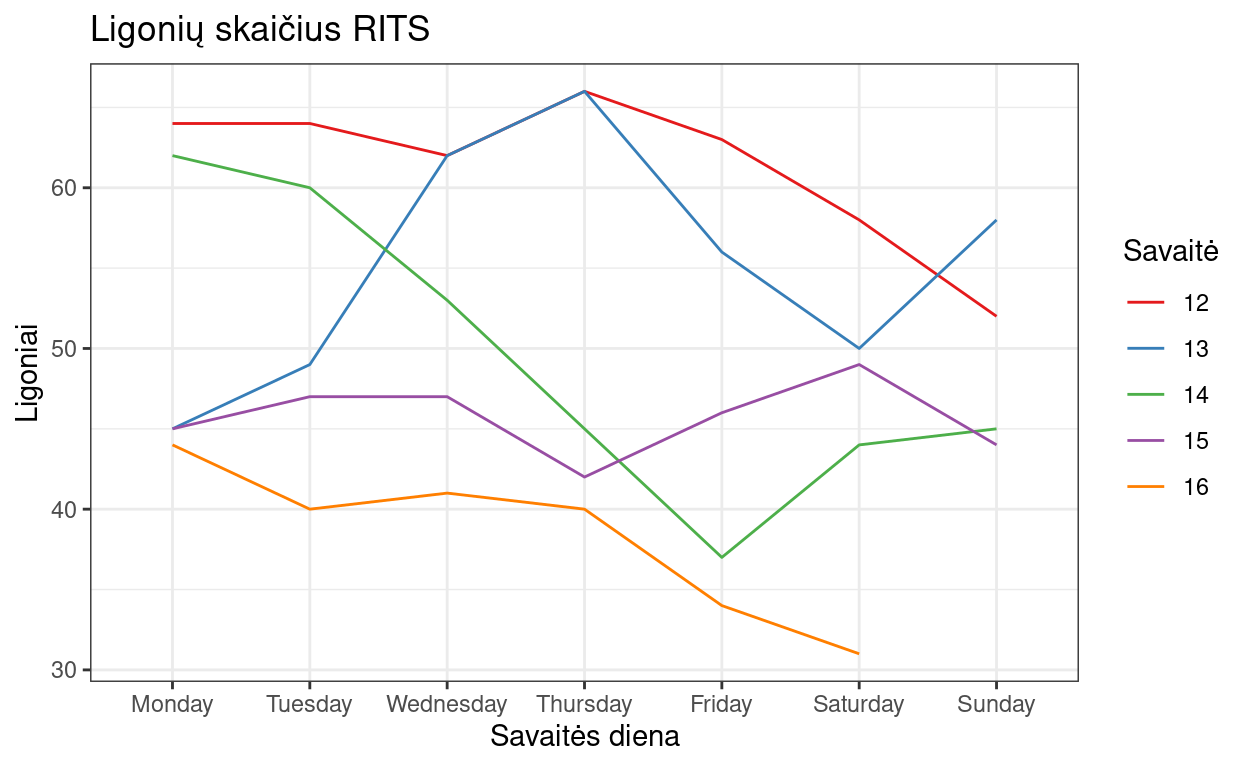 Ligonių skaičius RITS
Ligoniai
60
50
40
30
Monday Tuesday Wednesday Thursday Friday Saturday Sunday
Savaitės diena
Savaitė
12
13
14
15
16